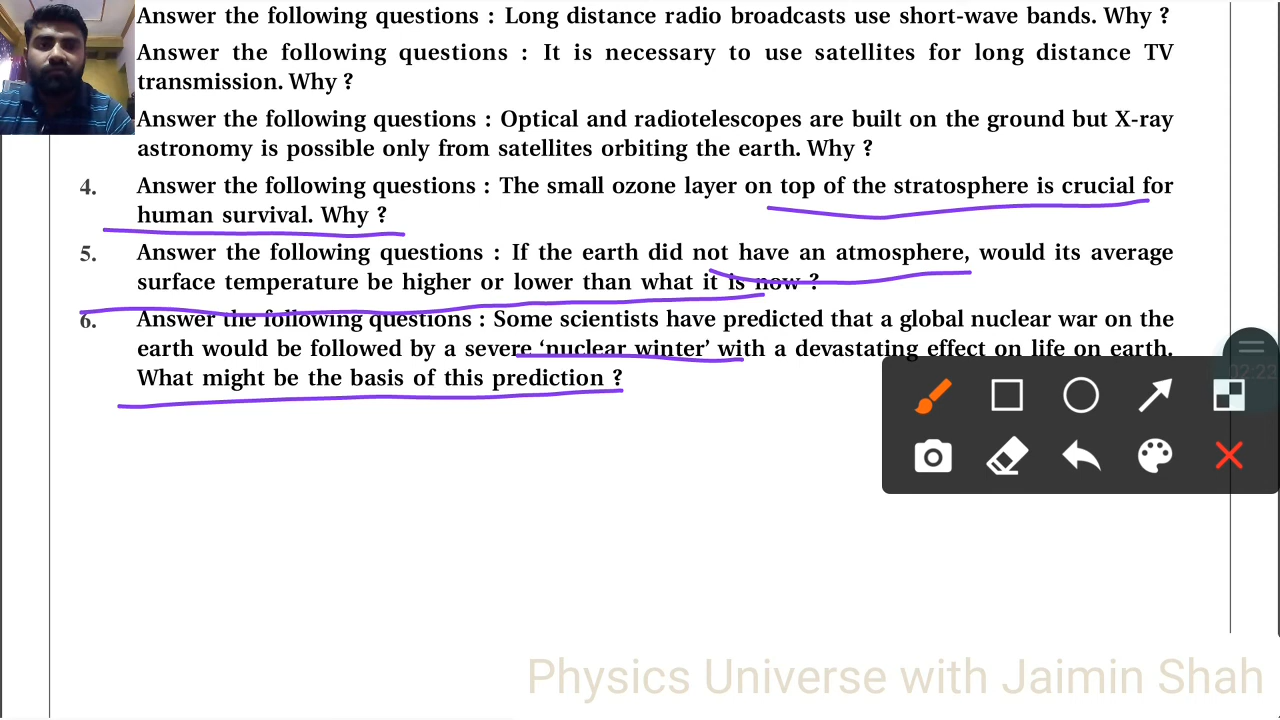 Answer the following questions : Long distance radio broadcasts use short-wave bands. Why ?
Answer the following questions : It is necessary to use satellites for long distance TV
transmission. Why ?
Answer the following questions : Optical and radiotelescopes are built on the ground but X-ray
astronomy is possible only from satellites orbiting the earth. Why ?
4. Answer the following questions : The small ozone layer on top of the stratosphere is crucial for
human survival. Why ?
5. Answer the following questions : If the earth did not have an atmosphere, would its average
surface temperature be higher or lower than what it is now ?
6. Answer the following questions : Some scientists have predicted that a global nuclear war on the
earth would be followed by a severe ‘nuclear winter’ with a devastating effect on life on earth.
What might be the basis of this prediction ?
02:23
Physics Universe with Jaimin Shah